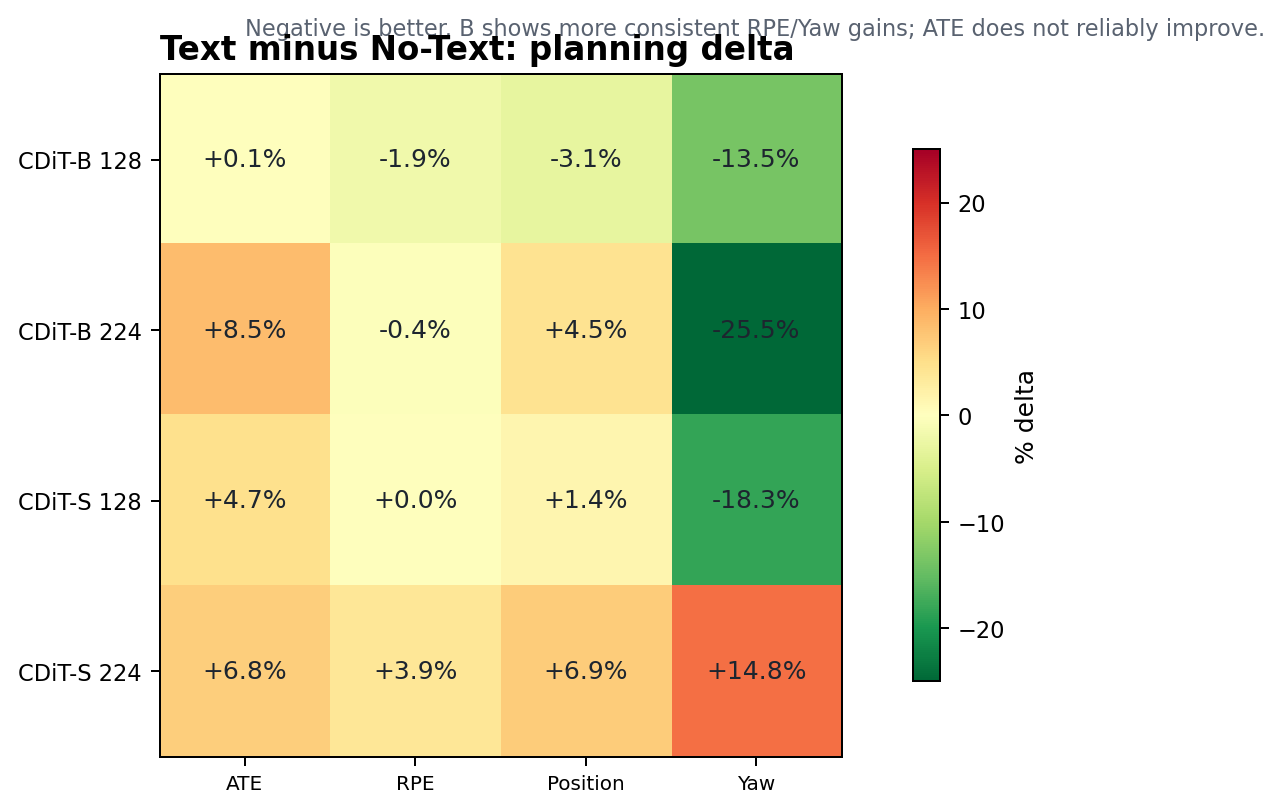 Negative is better. B shows more consistent RPE/Yaw gains; ATE does not reliably improve.
Text minus No-Text: planning delta
CDiT-B 128 +0.1% -1.9% -3.1% -13.5%
CDiT-B 224 +8.5% -0.4% +4.5% -25.5%
CDiT-S 128 +4.7% +0.0% +1.4% -18.3%
CDiT-S 224 +6.8% +3.9% +6.9% +14.8%
ATE RPE Position Yaw
20
10
0
−10
−20
% delta